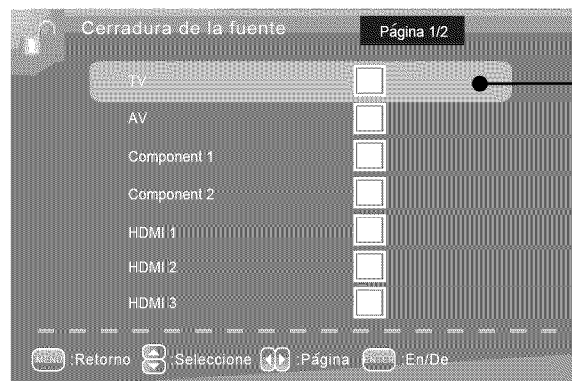 Cerradura de la fuente Página 1/2
TV
AV
Component 1
Component 2
HDMI 1
HDMI 2
HDMI 3
MENU :Retorno :Seleccione :Página ENTER :En/De